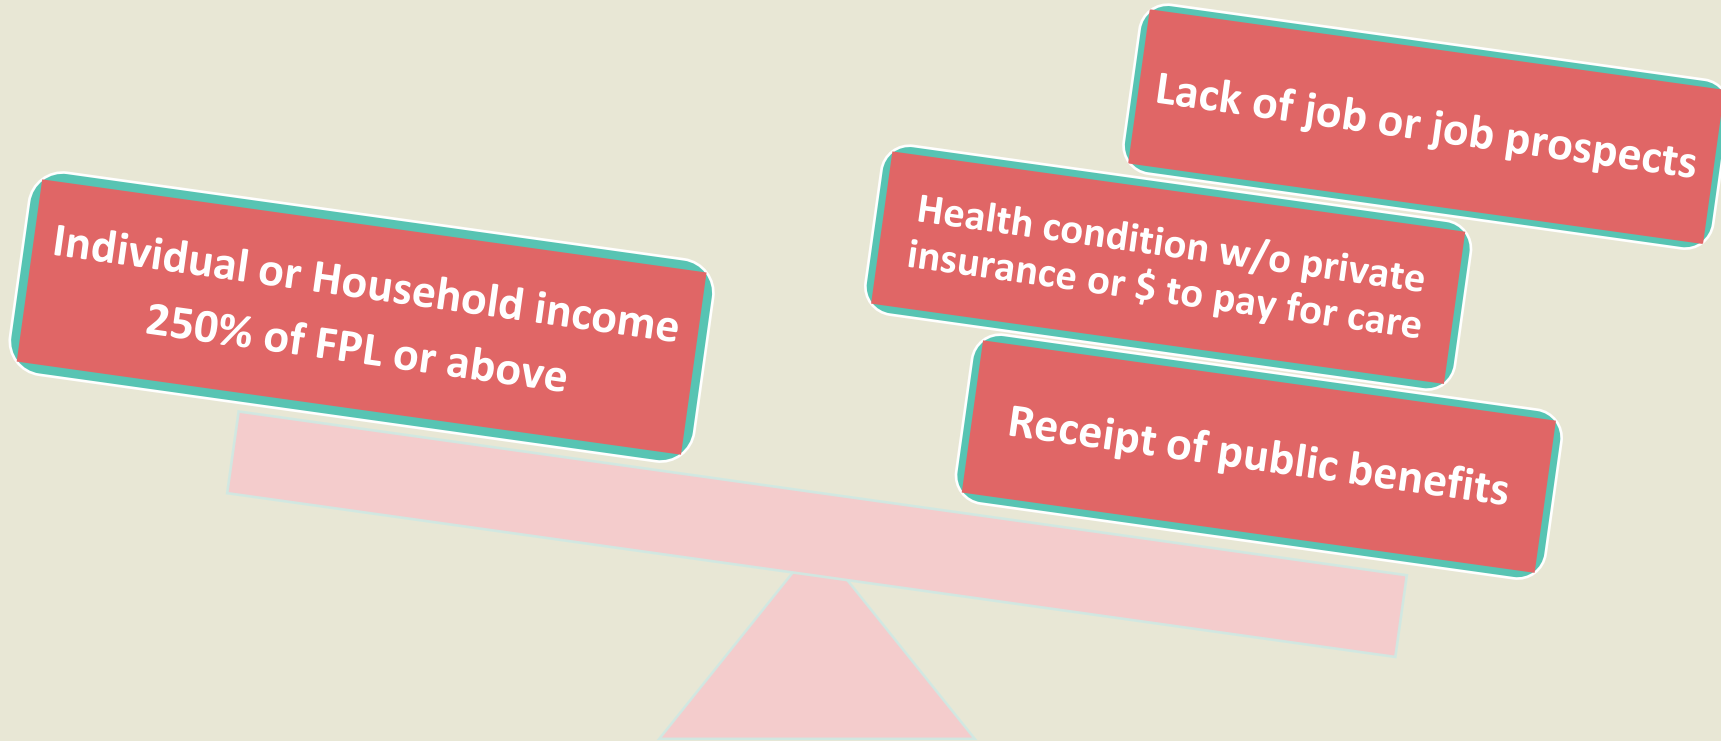 Individual or Household income
250% of FPL or above
Lack of job or job prospects
Health condition w/o private
insurance or $ to pay for care
Receipt of public benefits